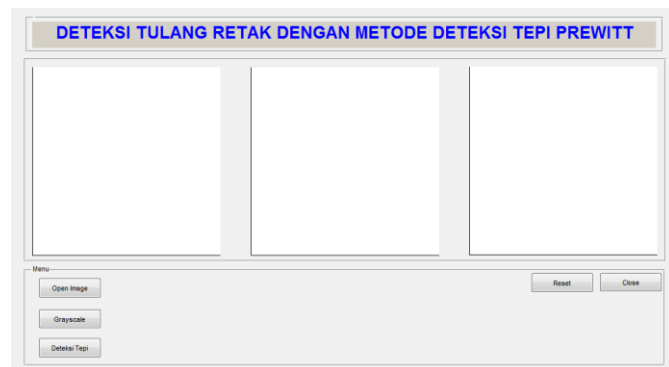 DETEKSI TULANG RETAK DENGAN METODE DETEKSI TEPI PREWITT
Menu
Open Image
Reset
Close
Grayscale
Deteksi Tepi